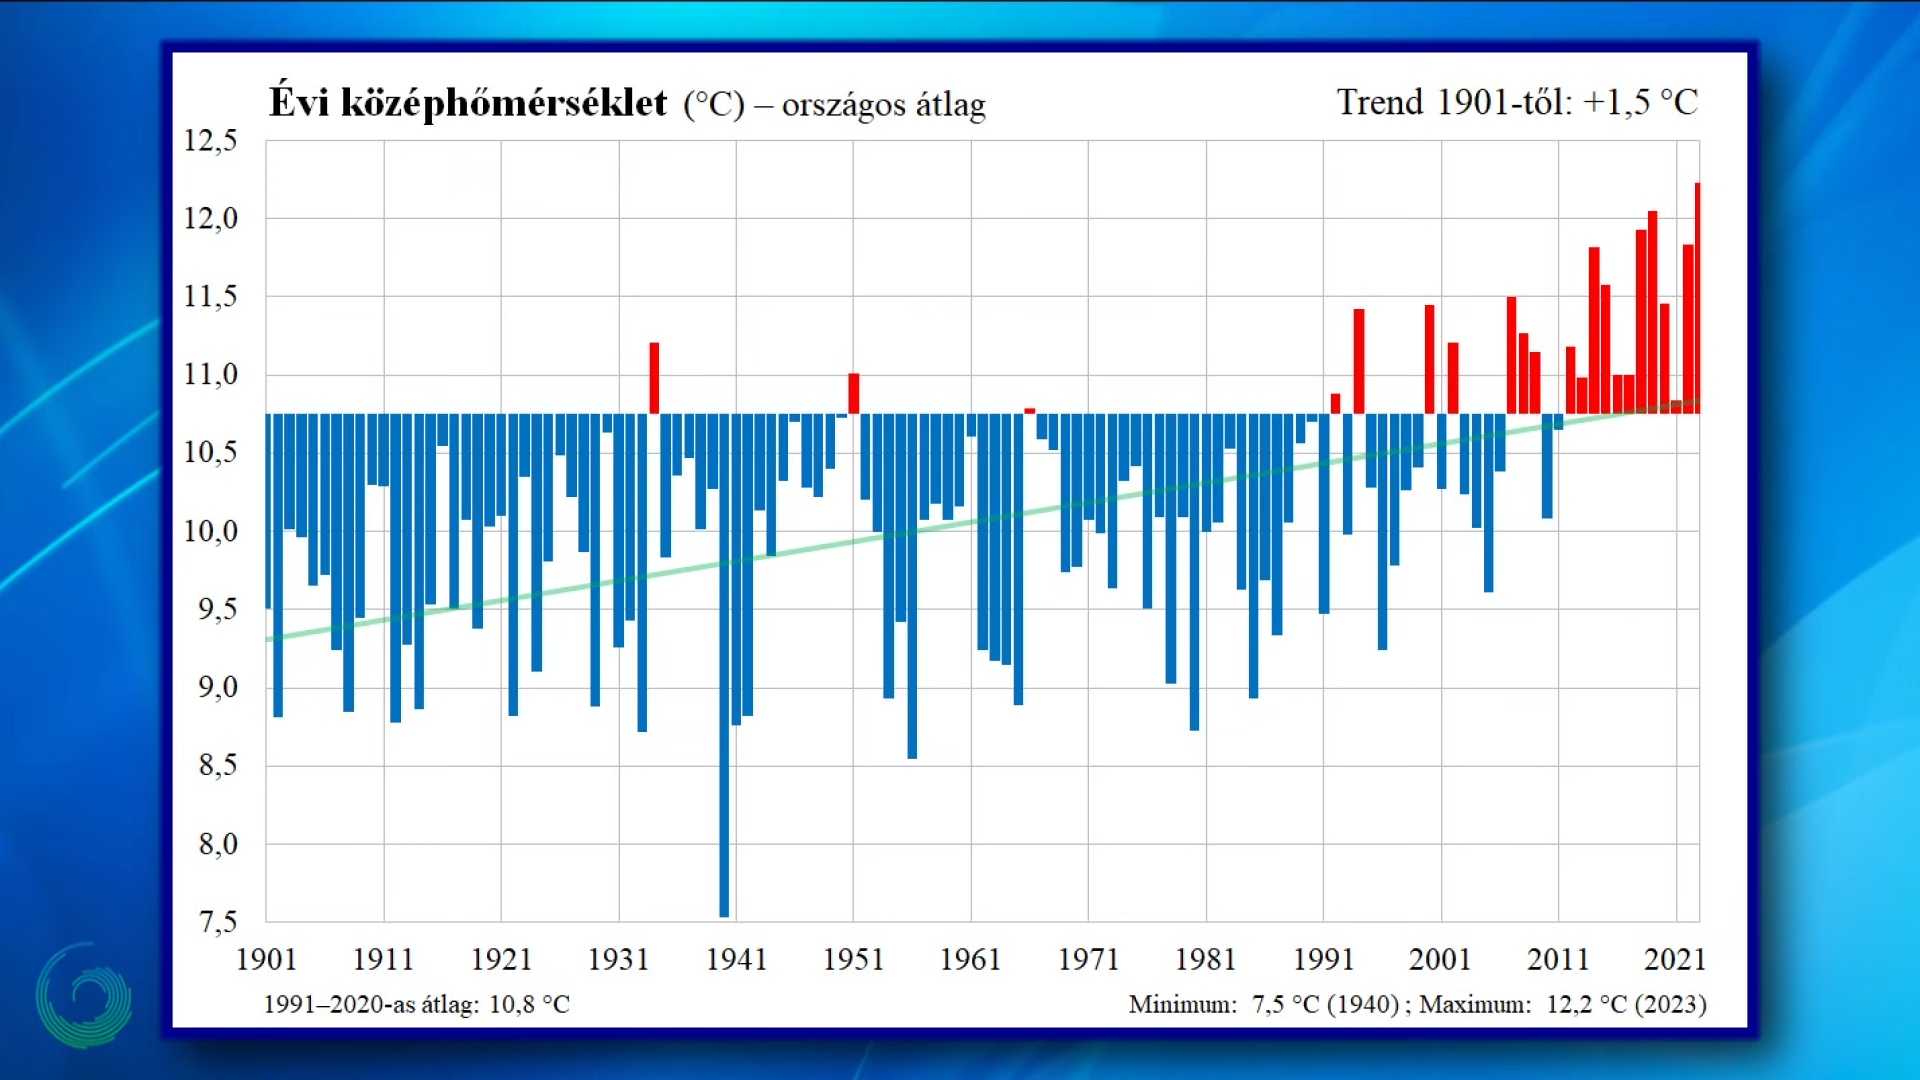 Évi középhőmérséklet (°C) – országos átlag
Trend 1901-től: +1,5 °C
12,5
12,0
11,5
11,0
10,5
10,0
9,5
9,0
8,5
8,0
7,5
1901 1911 1921 1931 1941 1951 1961 1971 1981 1991 2001 2011 2021
1991–2020-as átlag: 10,8 °C
Minimum: 7,5 °C (1940) ; Maximum: 12,2 °C (2023)